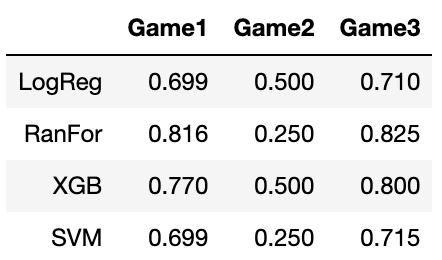 Game1 Game2 Game3
LogReg 0.699 0.500 0.710
RanFor 0.816 0.250 0.825
XGB 0.770 0.500 0.800
SVM 0.699 0.250 0.715